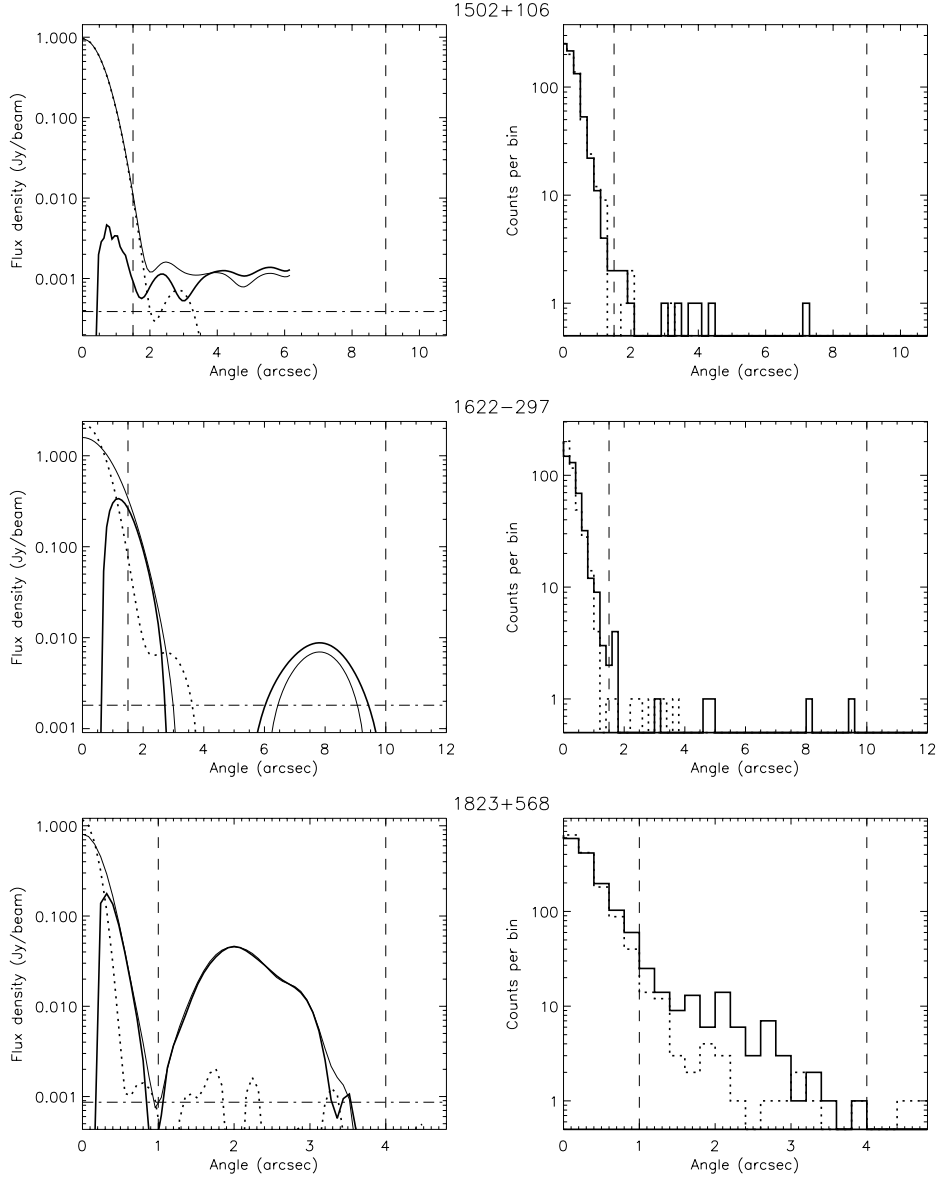 1502+106
Flux density (Jy/beam)
1.000
0.100
0.010
0.001
0 2 4 6 8 10
Angle (arcsec)
Counts per bin
100
10
1
0 2 4 6 8 10
Angle (arcsec)
1622−297
Flux density (Jy/beam)
1.000
0.100
0.010
0.001
0 2 4 6 8 10 12
Angle (arcsec)
Counts per bin
100
10
1
0 2 4 6 8 10 12
Angle (arcsec)
1823+568
Flux density (Jy/beam)
1.000
0.100
0.010
0.001
0 1 2 3 4
Angle (arcsec)
Counts per bin
100
10
1
0 1 2 3 4
Angle (arcsec)